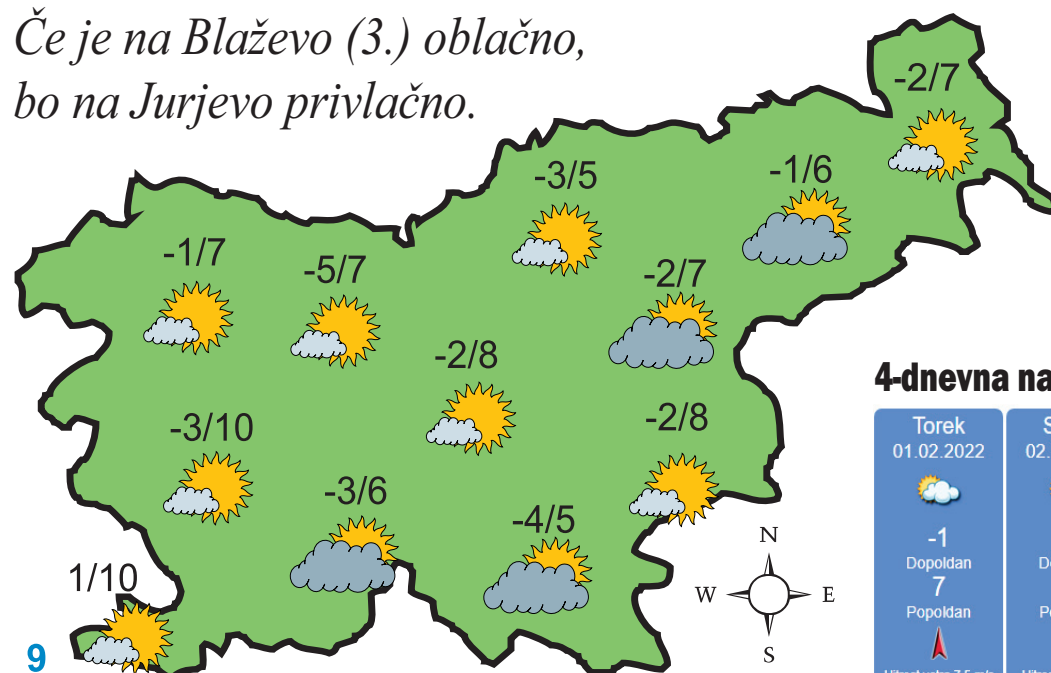 Če je na Blaževo (3.) oblačno,
bo na Jurjevo privlačno.
-2/7
-3/5
-1/6
-1/7
-5/7
-2/7
-2/8
-3/10
-2/8
-3/6
-4/5
1/10
N
W
E
S
9
4-dnevna
Torek
01.02.2022
-1
Dopoldan
7
Popoldan
02.